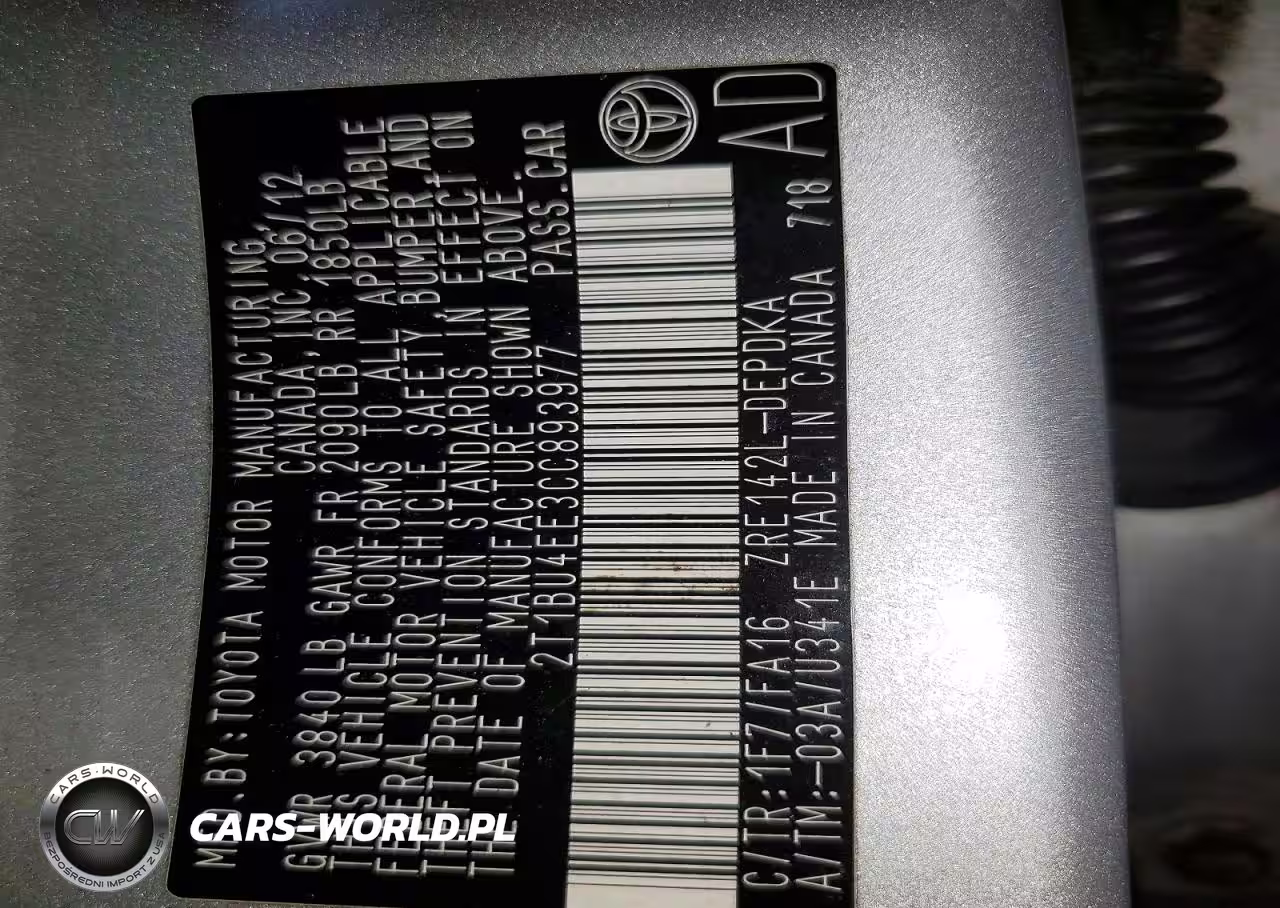 MFD.BY:TOYOTA MOTOR MANUFACTURING,
CANADA, INC.06/12
GVWR 3840LB GAWR FR 2090LB RR 1850LB
THIS VEHICLE CONFORMS TO ALL APPLICABLE
FEDERAL MOTOR VEHICLE SAFETY,BUMPER AND
THEFT PREVENTION STANDARDS IN EFFECT ON
THE DATE OF MANUFACTURE SHOWN ABOVE.
2T1BU4EE3CC893977 PASS.CAR
C/TR:1F7/FA16 ZRE142L-DEPDKA
A/TM:-03A/U341E MADE IN CANADA 718
AD
CARS-WORLD
CW
BEZPOŚREDNI IMPORT Z USA
CARS-WORLD.PL